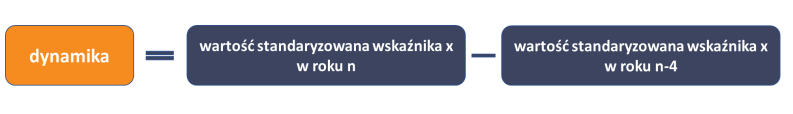 dynamika
wartość standaryzowana wskaźnika x
w roku n
wartość standaryzowana wskaźnika x
w roku n-4